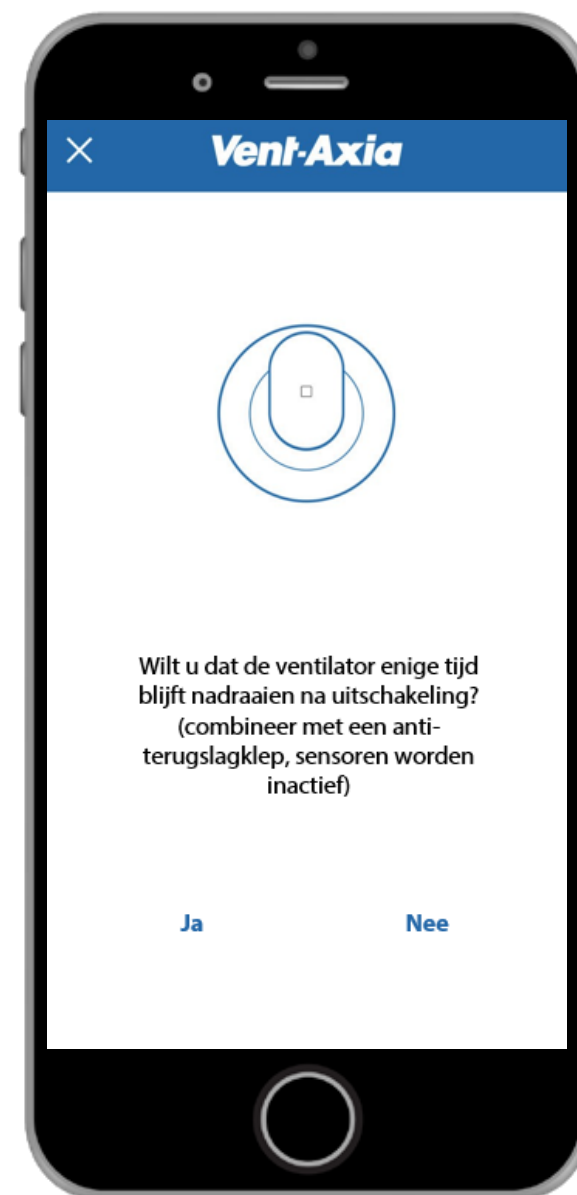 Vent-Axia
Wilt u dat de ventilator enige tijd
blijft nadraaien na uitschakeling?
(combineer met een anti-
terugslagklep, sensoren worden
inactief)
Ja
Nee